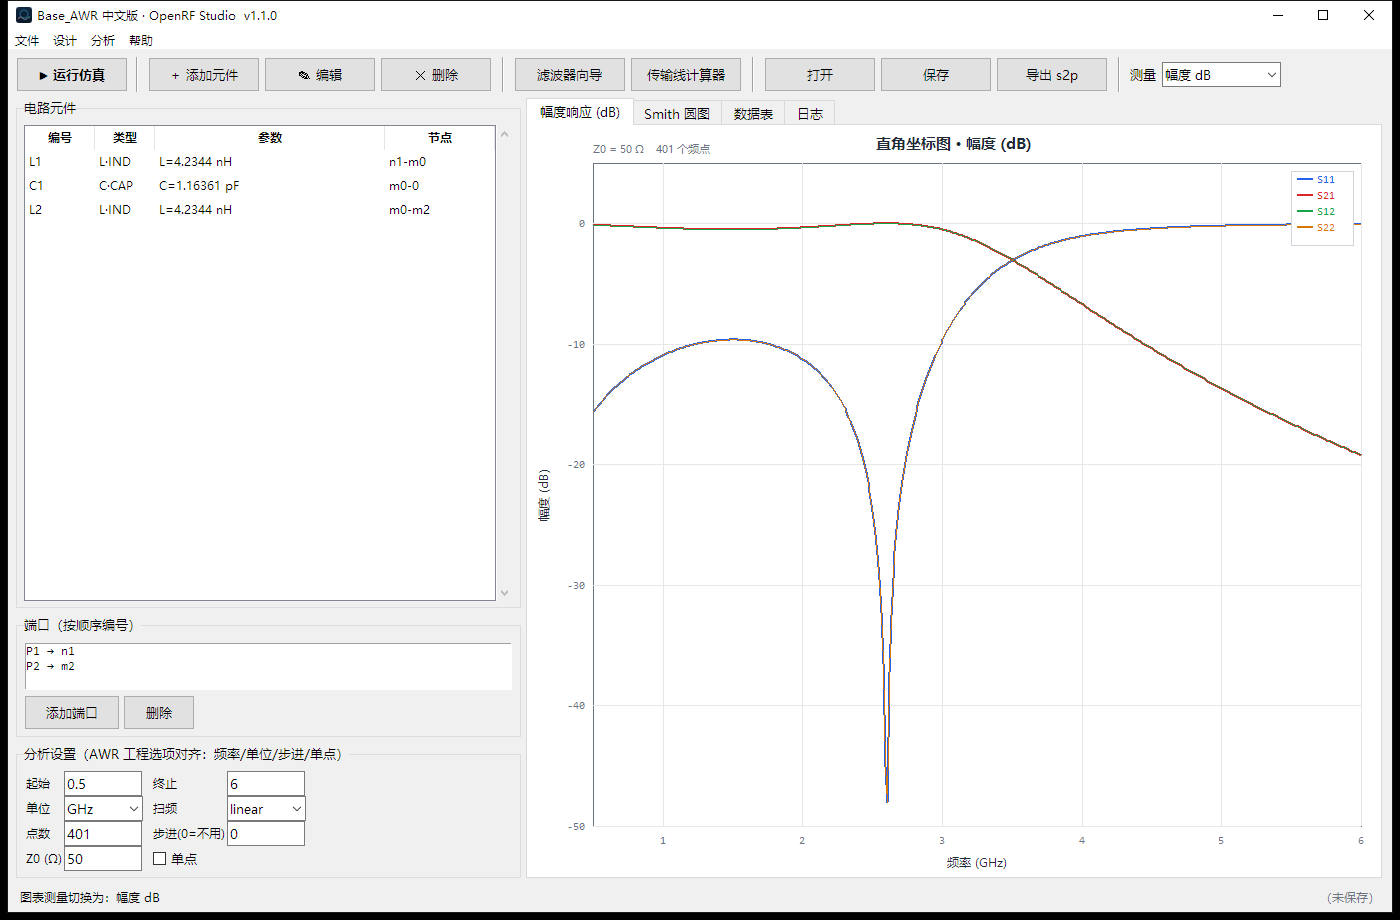 Base_AWR 中文版 · OpenRF Studio v1.1.0
文件 设计 分析 帮助
▶ 运行仿真 + 添加元件 ✎ 编辑 ✕ 删除 滤波器向导 传输线计算器 打开 保存 导出 s2p 测量 幅度 dB
电路元件
编号 类型 参数 节点
L1 L·IND L=4.2344 nH n1-m0
C1 C·CAP C=1.16361 pF m0-0
L2 L·IND L=4.2344 nH m0-m2
端口（按顺序编号）
P1 → n1
P2 → m2
添加端口 删除
分析设置（AWR 工程选项对齐：频率/单位/步进/单点）
起始 0.5 终止 6
单位 GHz 扫频 linear
点数 401 步进(0=不用) 0
Z0 (Ω) 50 单点
幅度响应 (dB) Smith 圆图 数据表 日志
直角坐标图 • 幅度 (dB)
Z0 = 50 Ω 401 个频点
S11
S21
S12
S22
0
-10
-20
-30
-40
-50
幅度 (dB)
1 2 3 4 5 6
频率 (GHz)
图表测量切换为：幅度 dB (未保存)